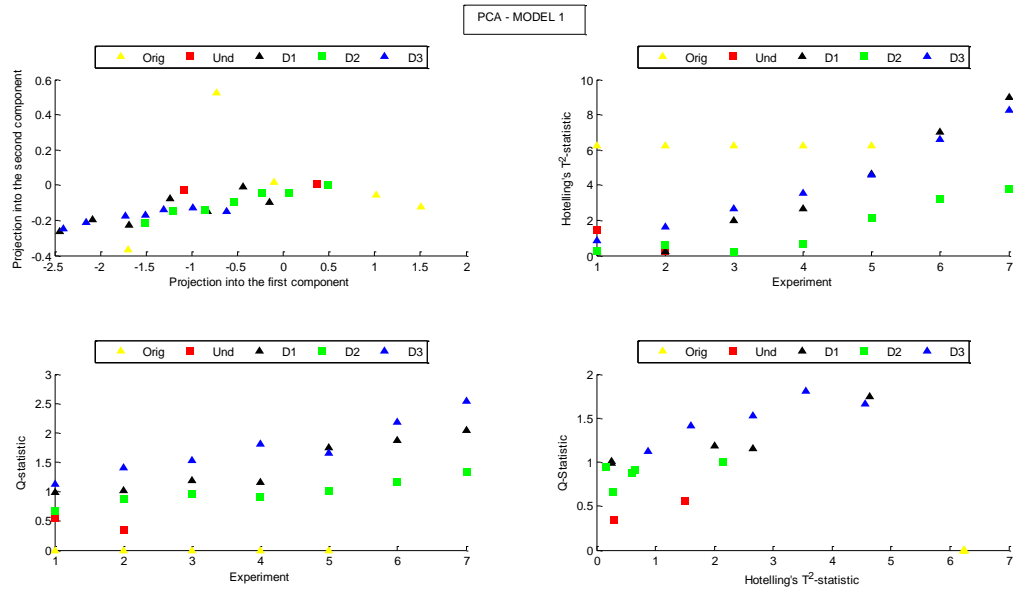 PCA - MODEL 1
Orig Und D1 D2 D3
0.6
0.4
0.2
0
-0.2
-0.4
Projection into the second component
-2.5 -2 -1.5 -1 -0.5 0 0.5 1 1.5 2
Projection into the first component
Orig Und D1 D2 D3
10
8
6
4
2
0
Hotelling's T²-statistic
1 2 3 4 5 6 7
Experiment
Orig Und D1 D2 D3
3
2.5
2
1.5
1
0.5
0
Q-statistic
1 2 3 4 5 6 7
Experiment
Orig Und D1 D2 D3
2
1.5
1
0.5
0
Q-Statistic
0 1 2 3 4 5 6 7
Hotelling's T²-statistic